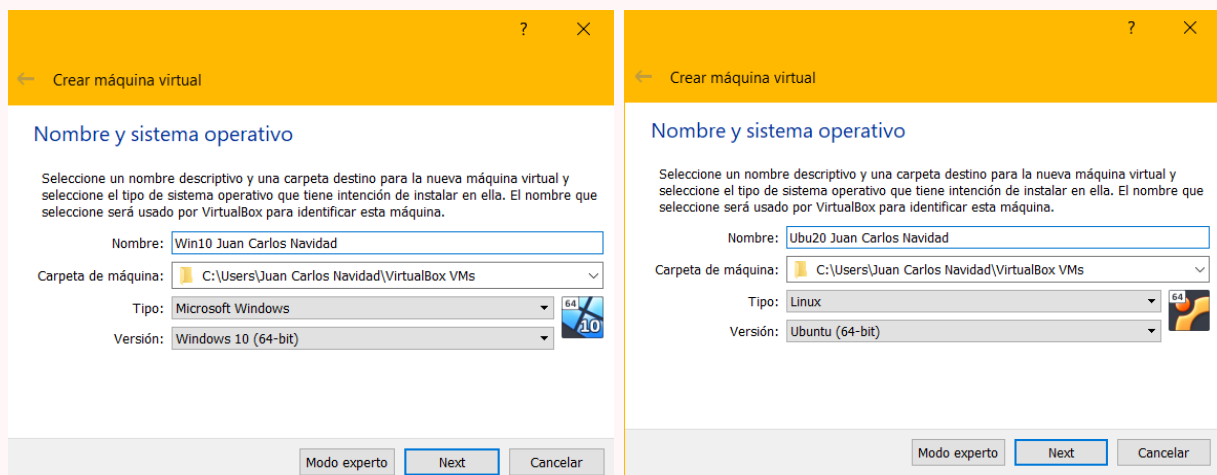 ? ×
← Crear máquina virtual
Nombre y sistema operativo
Seleccione un nombre descriptivo y una carpeta destino para la nueva máquina virtual y
seleccione el tipo de sistema operativo que tiene intención de instalar en ella. El nombre que
seleccione será usado por VirtualBox para identificar esta máquina.
Nombre: Win10 Juan Carlos Navidad
Carpeta de máquina: C:\Users\Juan Carlos Navidad\VirtualBox VMs
Tipo: Microsoft Windows
64
10
Versión: Windows 10 (64-bit)
Modo experto Next Cancelar
? ×
← Crear máquina virtual
Nombre y sistema operativo
Seleccione un nombre descriptivo y una carpeta destino para la nueva máquina virtual y
seleccione el tipo de sistema operativo que tiene intención de instalar en ella. El nombre que
seleccione será usado por VirtualBox para identificar esta máquina.
Nombre: Ubu20 Juan Carlos Navidad
Carpeta de máquina: C:\Users\Juan Carlos Navidad\VirtualBox VMs
Tipo: Linux
64
Versión: Ubuntu (64-bit)
Modo experto Next Cancelar